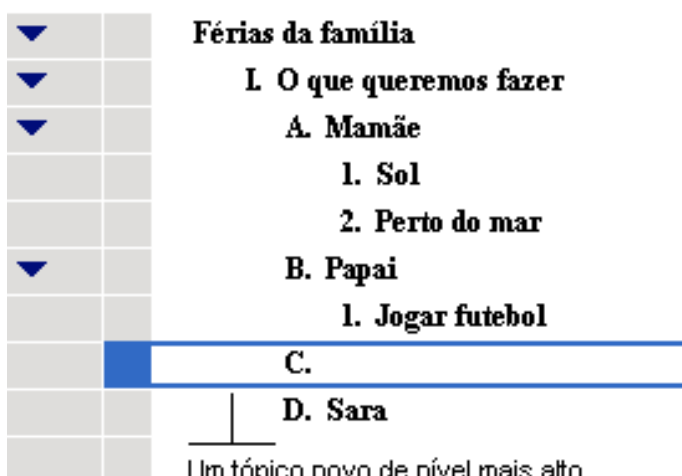 Férias da família
I. O que queremos fazer
A. Mamãe
1. Sol
2. Perto do mar
B. Papai
1. Jogar futebol
C.
D. Sara
Um tópico novo de nível mais alto